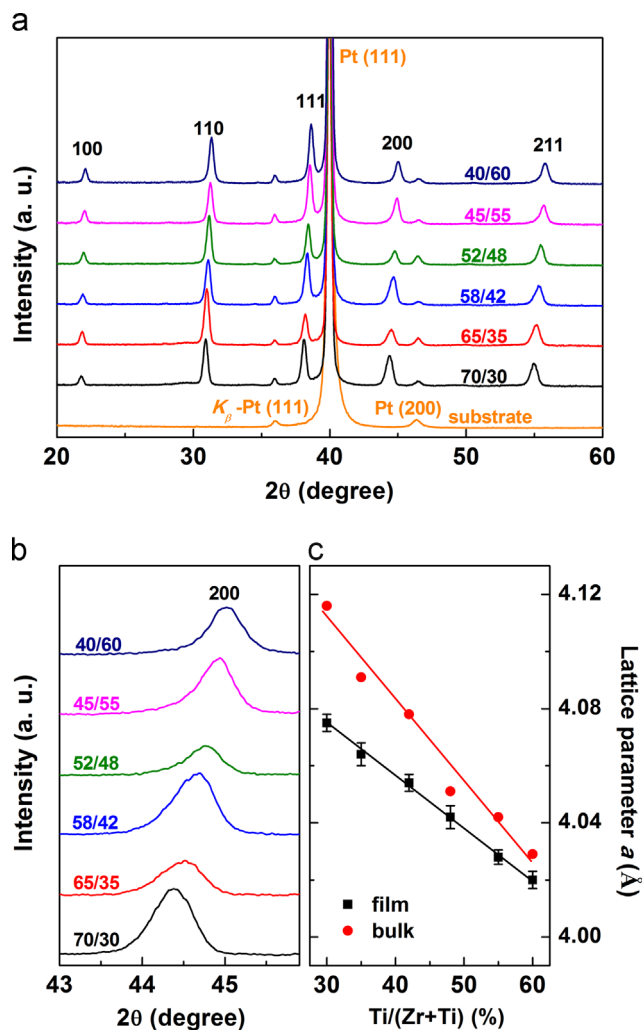 a
Pt (111)
100
110
111
200
211
40/60
45/55
52/48
58/42
65/35
70/30
Kβ-Pt (111)
Pt (200)
substrate
Intensity (a. u.)
20 30 40 50 60
2θ (degree)
b
200
40/60
45/55
52/48
58/42
65/35
70/30
Intensity (a. u.)
43 44 45
2θ (degree)
c
4.12
4.08
4.04
4.00
Lattice parameter a (Å)
film
bulk
30 40 50 60
Ti/(Zr+Ti) (%)